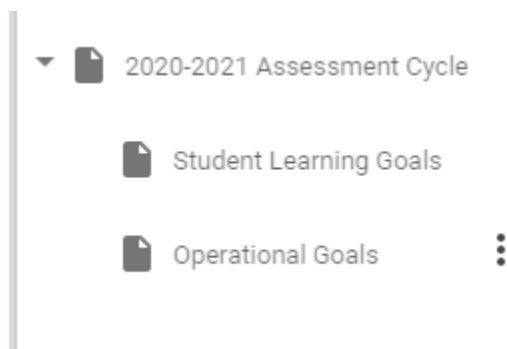 2020-2021 Assessment Cycle
Student Learning Goals
Operational Goals